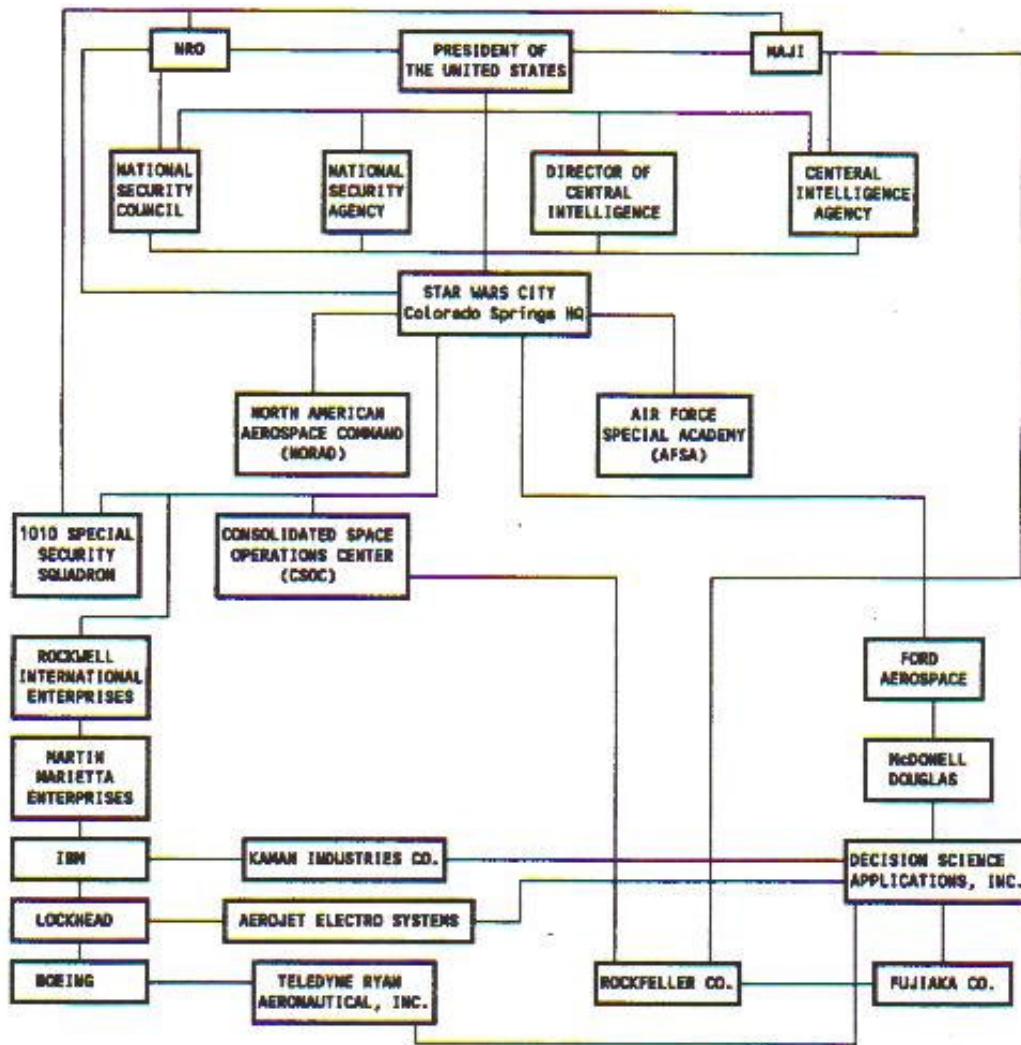 NRO
PRESIDENT OF
THE UNITED STATES
MAJI
NATIONAL
SECURITY
COUNCIL
NATIONAL
SECURITY
AGENCY
DIRECTOR OF
CENTRAL
INTELLIGENCE
CENTERAL
INTELLIGENCE
AGENCY
STAR WARS CITY
Colorado Springs HQ
NORTH AMERICAN
AEROSPACE COMMAND
(NORAD)
AIR FORCE
SPECIAL ACADEMY
(AFSA)
1010 SPECIAL
SECURITY
SQUADRON
CONSOLIDATED SPACE
OPERATIONS CENTER
(CSOC)
ROCKWELL
INTERNATIONAL
ENTERPRISES
FORD
AEROSPACE
MARTIN
MARIETTA
ENTERPRISES
McDONELL
DOUGLAS
IBM
KAMAN INDUSTRIES CO.
DECISION SCIENCE
APPLICATIONS, INC.
LOCKHEAD
AEROJET ELECTRO SYSTEMS
BOEING
TELEDYNE RYAN
AERONAUTICAL, INC.
ROCKFELLER CO.
FUJIAKA CO.